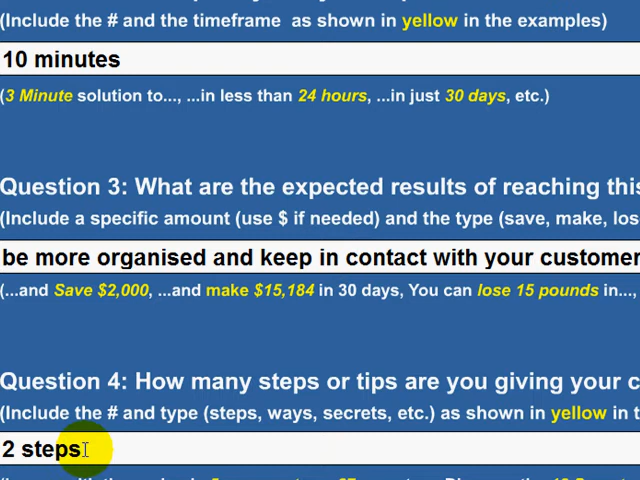 (Include the # and the timeframe as shown in yellow in the examples)
10 minutes
(3 Minute solution to..., ...in less than 24 hours, ...in just 30 days, etc.)
Question 3: What are the expected results of reaching this
(Include a specific amount (use $ if needed) and the type (save, make, los
be more organised and keep in contact with your customer
(...and Save $2,000, ...and make $15,184 in 30 days, You can lose 15 pounds in...,
Question 4: How many steps or tips are you giving your c
(Include the # and type (steps, ways, secrets, etc.) as shown in yellow in t
2 steps